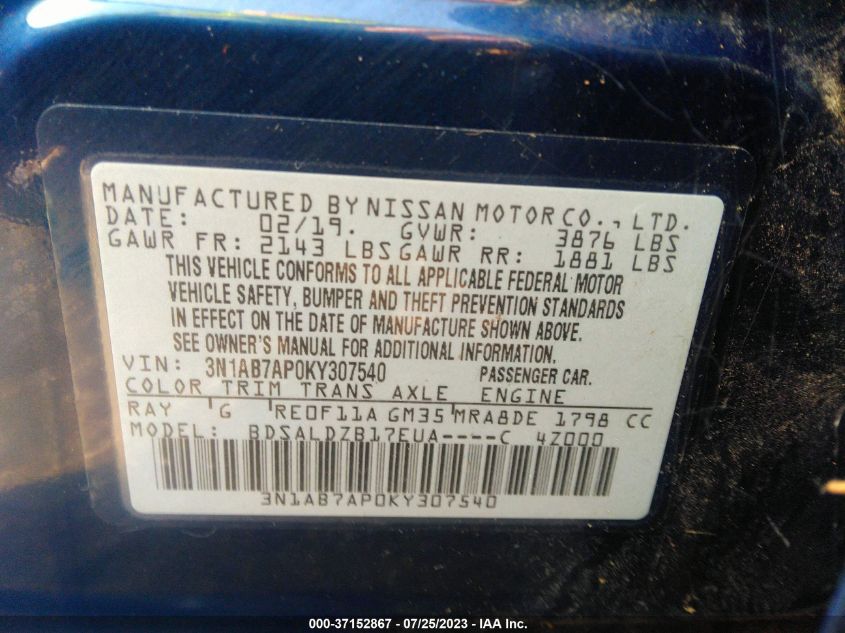 MANUFACTURED BY NISSAN MOTOR CO., LTD.
DATE: 02/19. GVWR: 3876 LBS
GAWR FR: 2143 LBS GAWR RR: 1881 LBS
THIS VEHICLE CONFORMS TO ALL APPLICABLE FEDERAL MOTOR
VEHICLE SAFETY, BUMPER AND THEFT PREVENTION STANDARDS
IN EFFECT ON THE DATE OF MANUFACTURE SHOWN ABOVE.
SEE OWNER'S MANUAL FOR ADDITIONAL INFORMATION.
VIN: 3N1AB7AP0KY307540 PASSENGER CAR.
COLOR TRIM TRANS AXLE ENGINE
RAY G RE0F11A GM35 MRA8DE 1798 CC
MODEL: BDSALDZB17EUA----C 4Z000
3N1AB7AP0KY307540
000-37152867 / 07/25/2023 - IAA Inc.